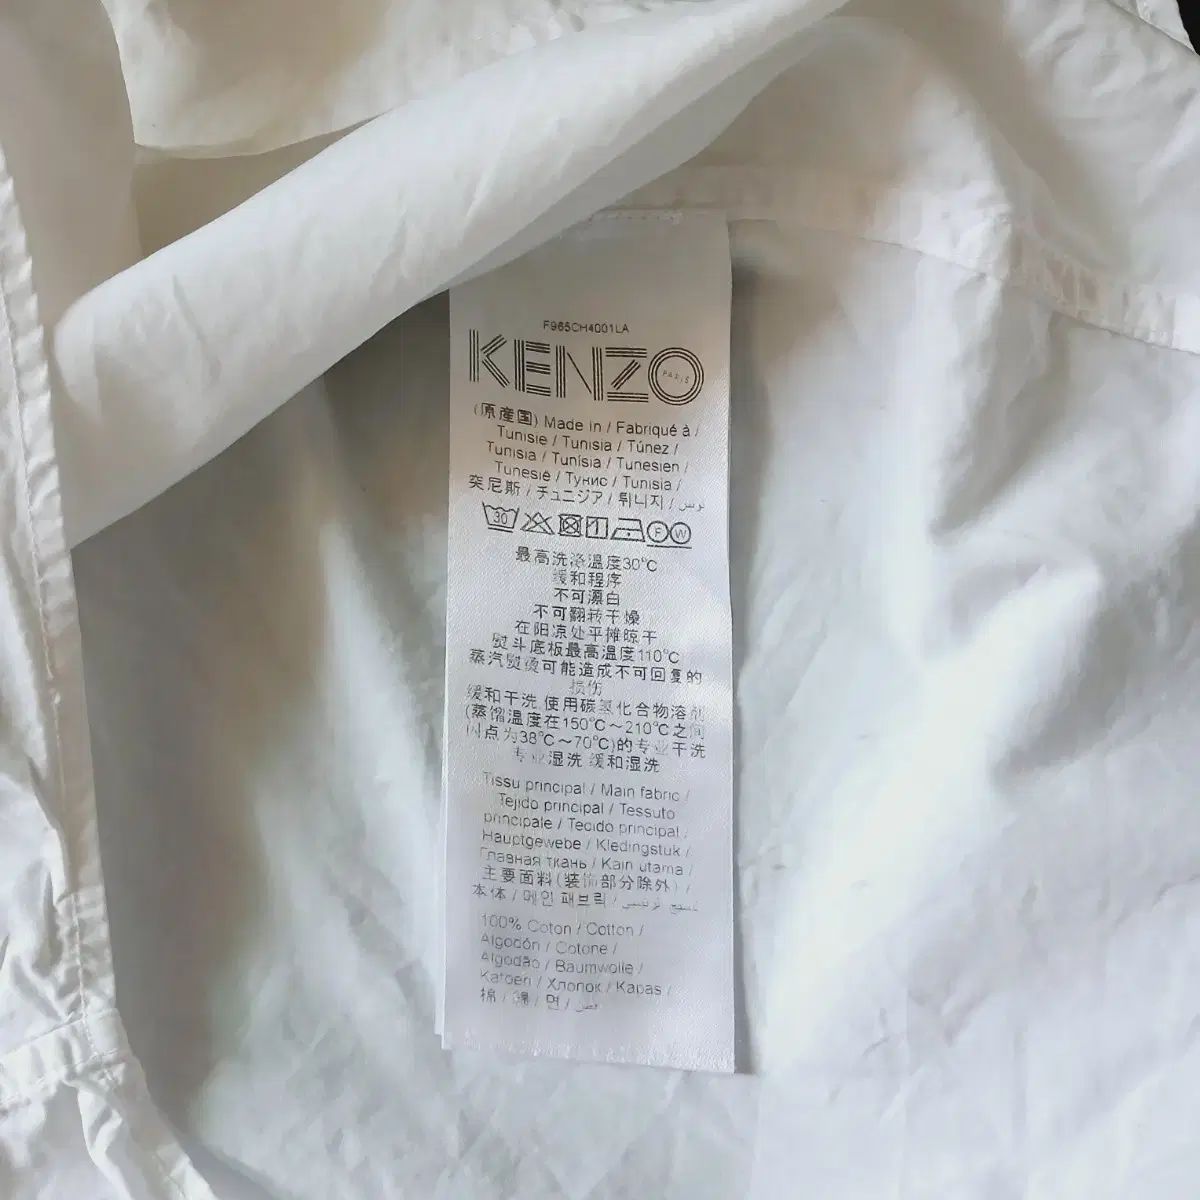 F965CH4001LA
KENZO
PARIS
(原産国) Made in / Fabriqué à /
Tunisie / Tunisia / Túnez /
Tunisia / Tunísia / Tunesien /
Tunesië / Тунис / Tunisia /
突尼斯 / チュニジア / 튀니지 / تونس
30
F W
最高洗涤温度30°C
缓和程序
不可漂白
不可翻转干燥
在阴凉处平摊晾干
熨斗底板最高温度110°C
蒸汽熨烫可能造成不可回复的
损伤
缓和干洗 使用碳氢化合物溶剂
(蒸馏温度在150°C～210°C之间
闪点为38°C～70°C)的专业干洗
专业湿洗 缓和湿洗
Tissu principal / Main fabric /
Tejido principal / Tessuto
principale / Tecido principal /
Hauptgewebe / Kledingstuk /
Главная ткань / Kain utama /
主要面料 (装饰部分除外) /
本体 / 메인 패브릭 /
100% Coton / Cotton /
Algodón / Cotone /
Algodão / Baumwolle /
Katoen / Хлопок / Kapas /
棉 / 綿 / 면 / قطن